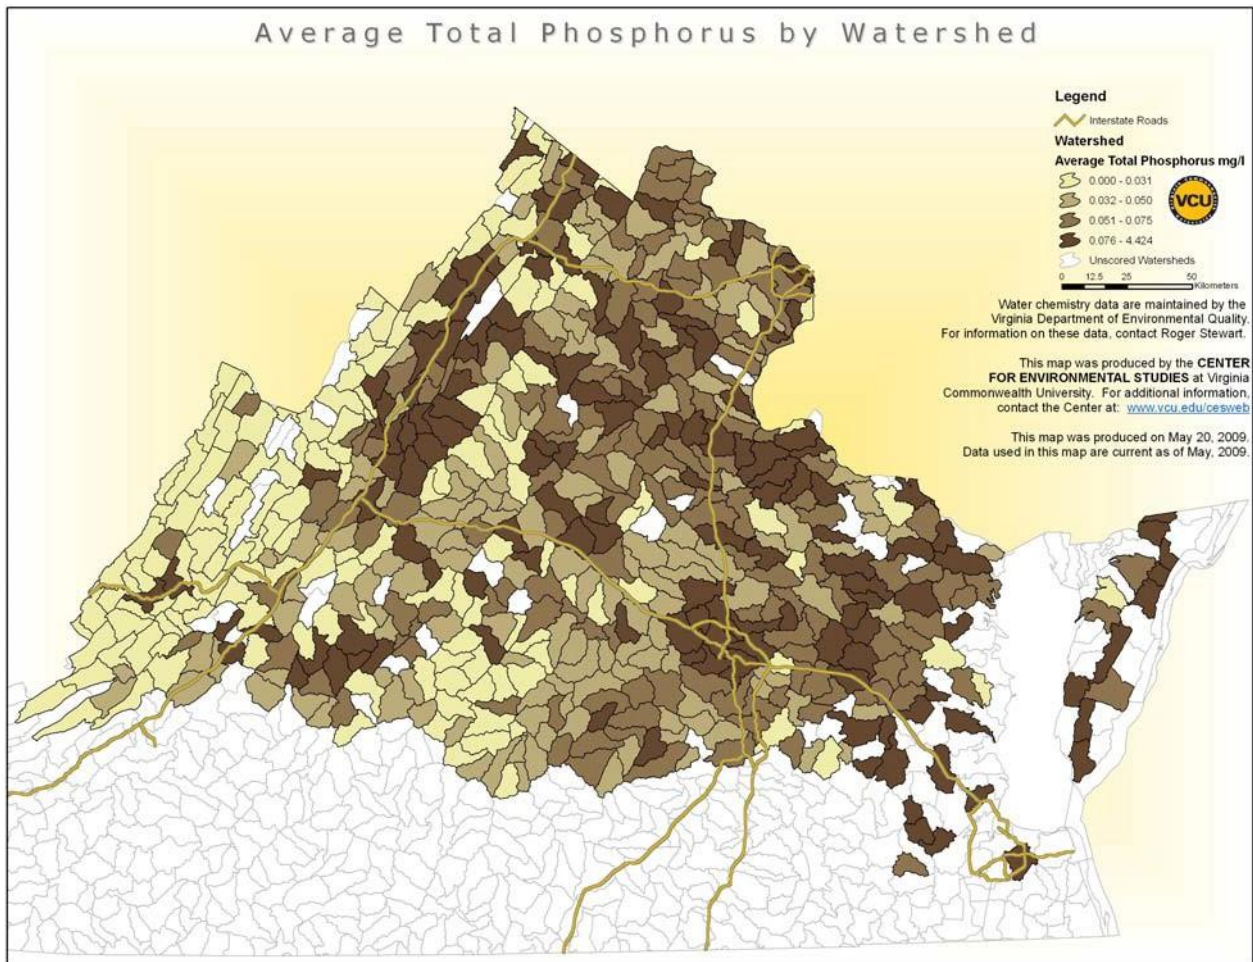 Average Total Phosphorus by Watershed
Legend
Interstate Roads
Watershed
Average Total Phosphorus mg/l
0.000 - 0.031
0.032 - 0.050
0.051 - 0.075
0.076 - 4.424
Unscored Watersheds
VCU
0 12.5 25 50
Kilometers
Water chemistry data are maintained by the
Virginia Department of Environmental Quality.
For information on these data, contact Roger Stewart.
This map was produced by the CENTER
FOR ENVIRONMENTAL STUDIES at Virginia
Commonwealth University. For additional information,
contact the Center at: www.vcu.edu/cesweb
This map was produced on May 20, 2009.
Data used in this map are current as of May, 2009.